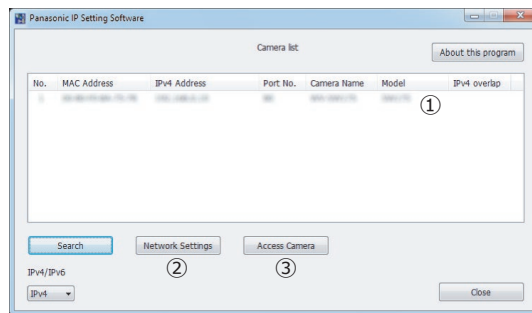 Panasonic IP Setting Software
Camera list
About this program
No. MAC Address IPv4 Address Port No. Camera Name Model IPv4 overlap
①
Search Network Settings Access Camera
② ③
IPv4/IPv6
IPv4 Close